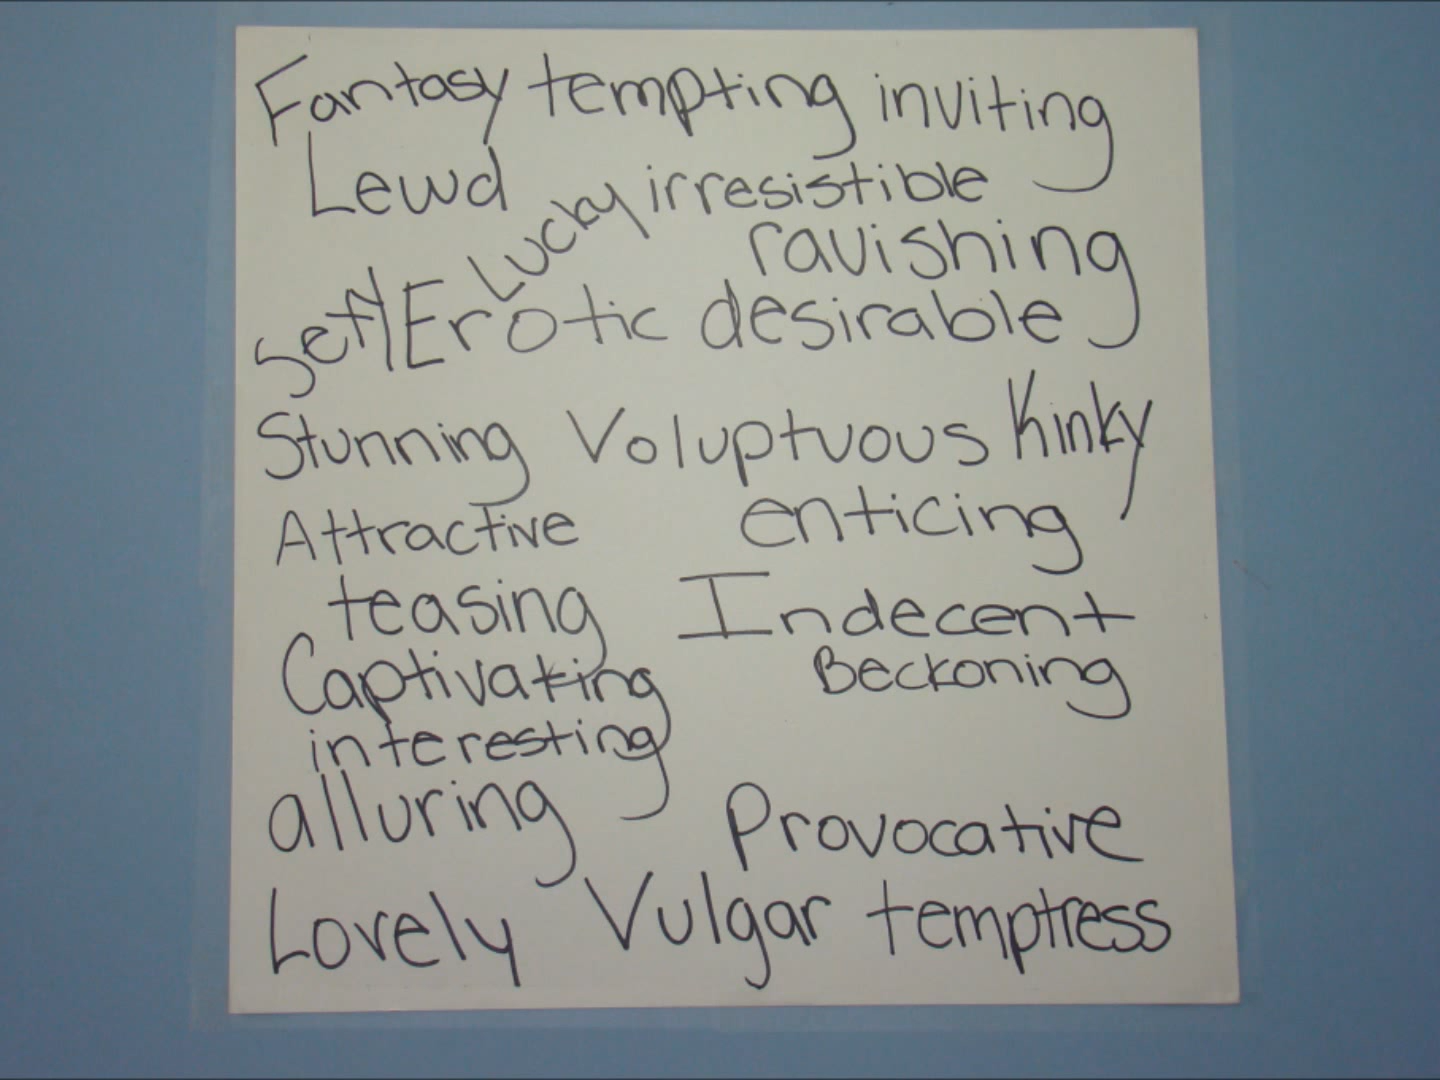 Fantasy tempting inviting
Lewd Lucky irresistible
ravishing
Erotic desirable
Stunning Voluptuous Kinky
Attractive enticing
teasing Indecent
Captivating Beckoning
interesting
alluring Provocative
Lovely Vulgar temptress